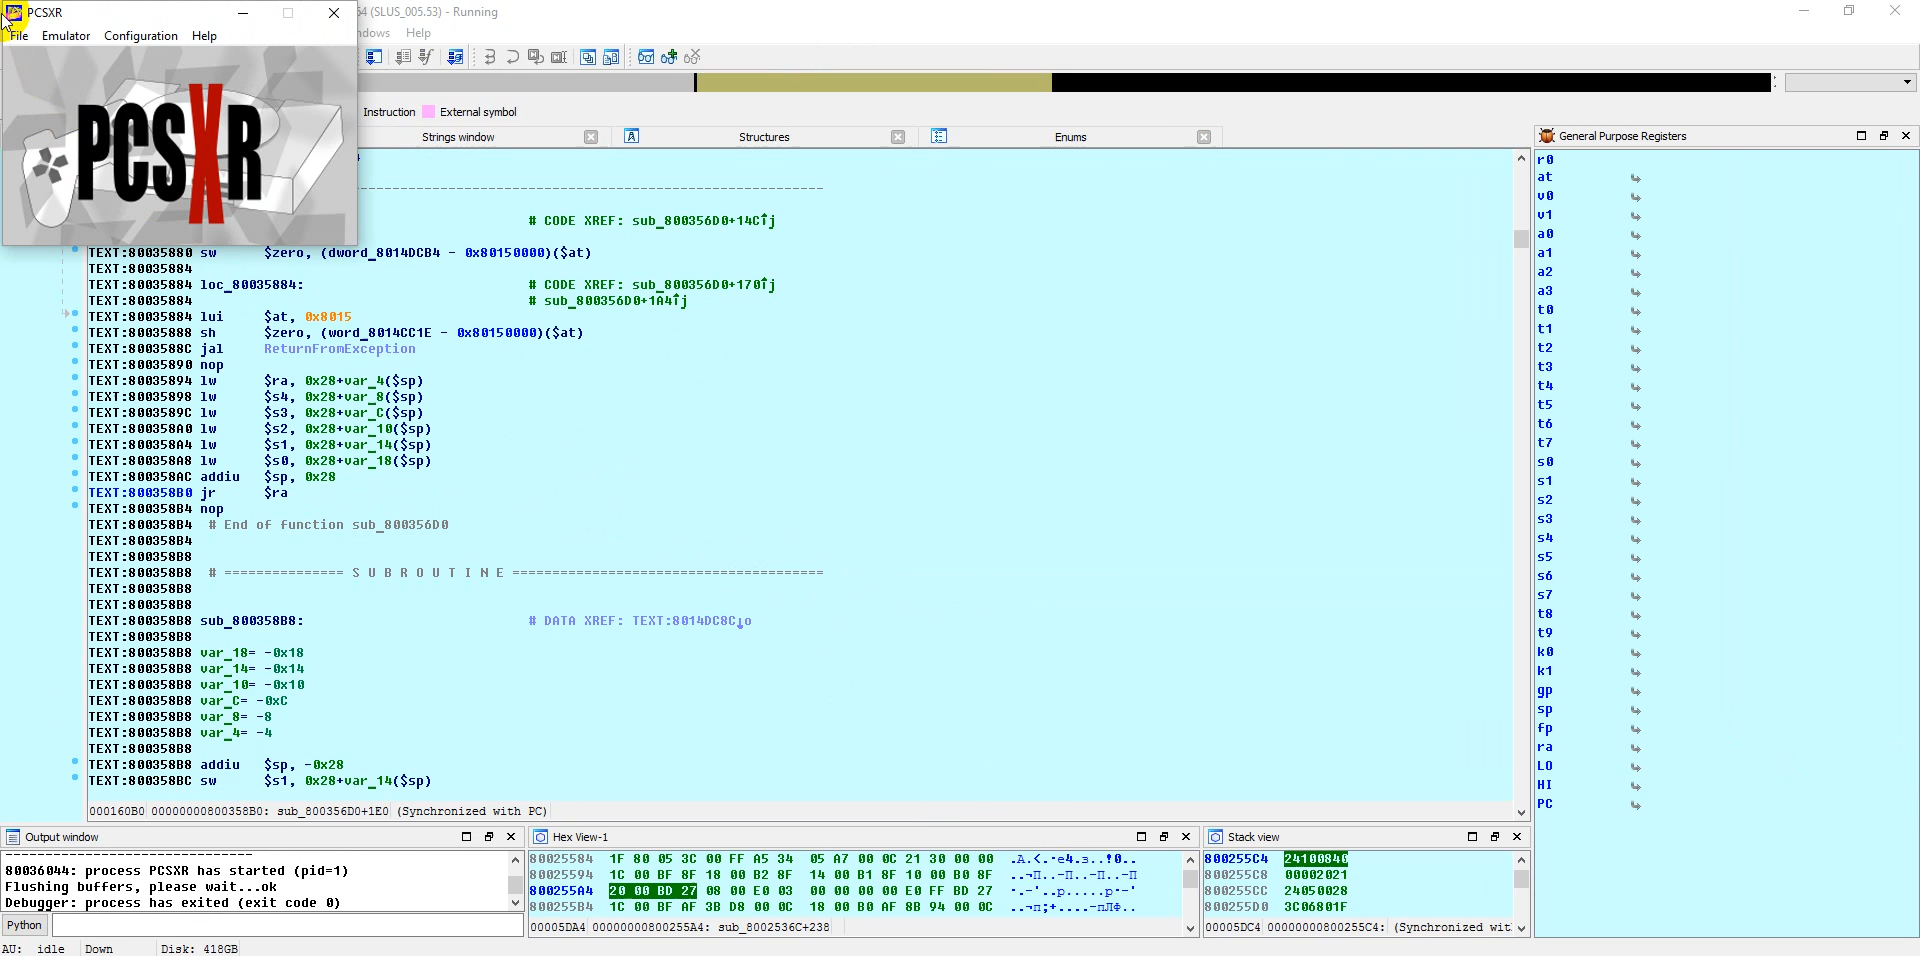 PCSXR
File Emulator Configuration Help
PCSXR
64 (SLUS_005.53) - Running
dows Help
Instruction External symbol
Strings window
Structures
Enums
# CODE XREF: sub_800356D0+14C↑j
TEXT:80035880 sw $zero, (dword_8014DCB4 - 0x80150000)($at)
TEXT:80035884
TEXT:80035884 loc_80035884: # CODE XREF: sub_800356D0+170↑j
TEXT:80035884 # sub_800356D0+1A4↑j
TEXT:80035884 lui $at, 0x8015
TEXT:80035888 sh $zero, (word_8014CC1E - 0x80150000)($at)
TEXT:8003588C jal ReturnFromException
TEXT:80035890 nop
TEXT:80035894 lw $ra, 0x28+var_4($sp)
TEXT:80035898 lw $s4, 0x28+var_8($sp)
TEXT:8003589C lw $s3, 0x28+var_C($sp)
TEXT:800358A0 lw $s2, 0x28+var_10($sp)
TEXT:800358A4 lw $s1, 0x28+var_14($sp)
TEXT:800358A8 lw $s0, 0x28+var_18($sp)
TEXT:800358AC addiu $sp, 0x28
TEXT:800358B0 jr $ra
TEXT:800358B4 nop
TEXT:800358B4 # End of function sub_800356D0
TEXT:800358B4
TEXT:800358B8
TEXT:800358B8 # =============== S U B R O U T I N E =======================================
TEXT:800358B8
TEXT:800358B8
TEXT:800358B8 sub_800358B8: # DATA XREF: TEXT:8014DC8C↓o
TEXT:800358B8
TEXT:800358B8 var_18= -0x18
TEXT:800358B8 var_14= -0x14
TEXT:800358B8 var_10= -0x10
TEXT:800358B8 var_C= -0xC
TEXT:800358B8 var_8= -8
TEXT:800358B8 var_4= -4
TEXT:800358B8
TEXT:800358B8 addiu $sp, -0x28
TEXT:800358BC sw $s1, 0x28+var_14($sp)
000160B0 00000000800358B0: sub_800356D0+1E0 (Synchronized with PC)
General Purpose Registers
r0
at
v0
v1
a0
a1
a2
a3
t0
t1
t2
t3
t4
t5
t6
t7
s0
s1
s2
s3
s4
s5
s6
s7
t8
t9
k0
k1
gp
sp
fp
ra
LO
HI
PC
Output window
80036044: process PCSXR has started (pid=1)
Flushing buffers, please wait...ok
Debugger: process has exited (exit code 0)
Python
Hex View-1
80025584 1F 80 05 3C 00 FF A5 34 05 A7 00 0C 21 30 00 00
80025594 1C 00 BF 8F 18 00 B2 8F 14 00 B1 8F 10 00 B0 8F
800255A4 20 00 BD 27 08 00 E0 03 00 00 00 00 E0 FF BD 27
800255B4 1C 00 BF AF 3B D8 00 0C 18 00 B0 AF 8B 94 00 0C
00005DA4 00000000800255A4: sub_8002536C+238
Stack view
800255C4 24100840
800255C8 00002021
800255CC 24050028
800255D0 3C06801F
00005DC4 00000000800255C4: (Synchronized wit
AU: idle Down Disk: 418GB